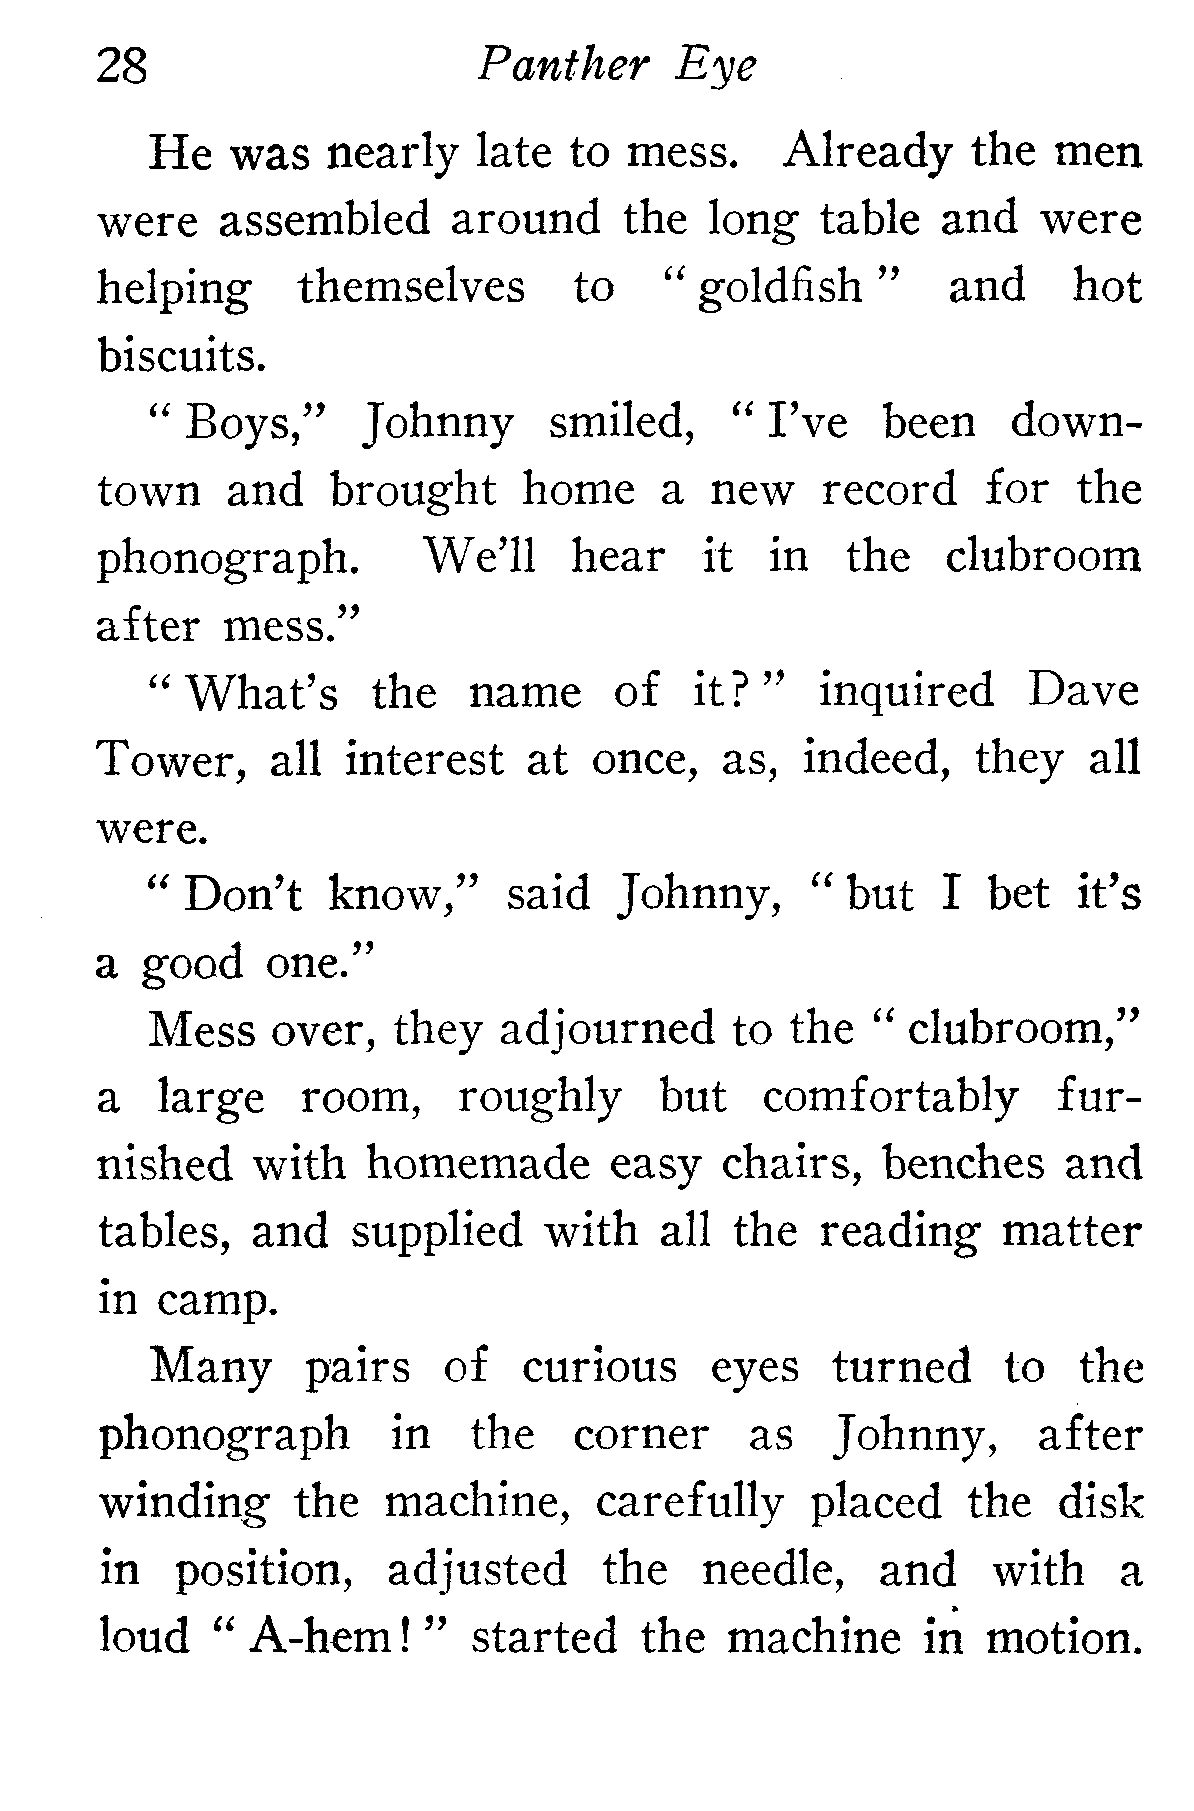 28 Panther Eye
He was nearly late to mess. Already the men
were assembled around the long table and were
helping themselves to “ goldfish ” and hot
biscuits.
“ Boys,” Johnny smiled, “ I’ve been down-
town and brought home a new record for the
phonograph. We’ll hear it in the clubroom
after mess.”
“ What’s the name of it? ” inquired Dave
Tower, all interest at once, as, indeed, they all
were.
“ Don’t know,” said Johnny, “ but I bet it’s
a good one.”
Mess over, they adjourned to the “ clubroom,”
a large room, roughly but comfortably fur-
nished with homemade easy chairs, benches and
tables, and supplied with all the reading matter
in camp.
Many pairs of curious eyes turned to the
phonograph in the corner as Johnny, after
winding the machine, carefully placed the disk
in position, adjusted the needle, and with a
loud “ A-hem! ” started the machine in motion.